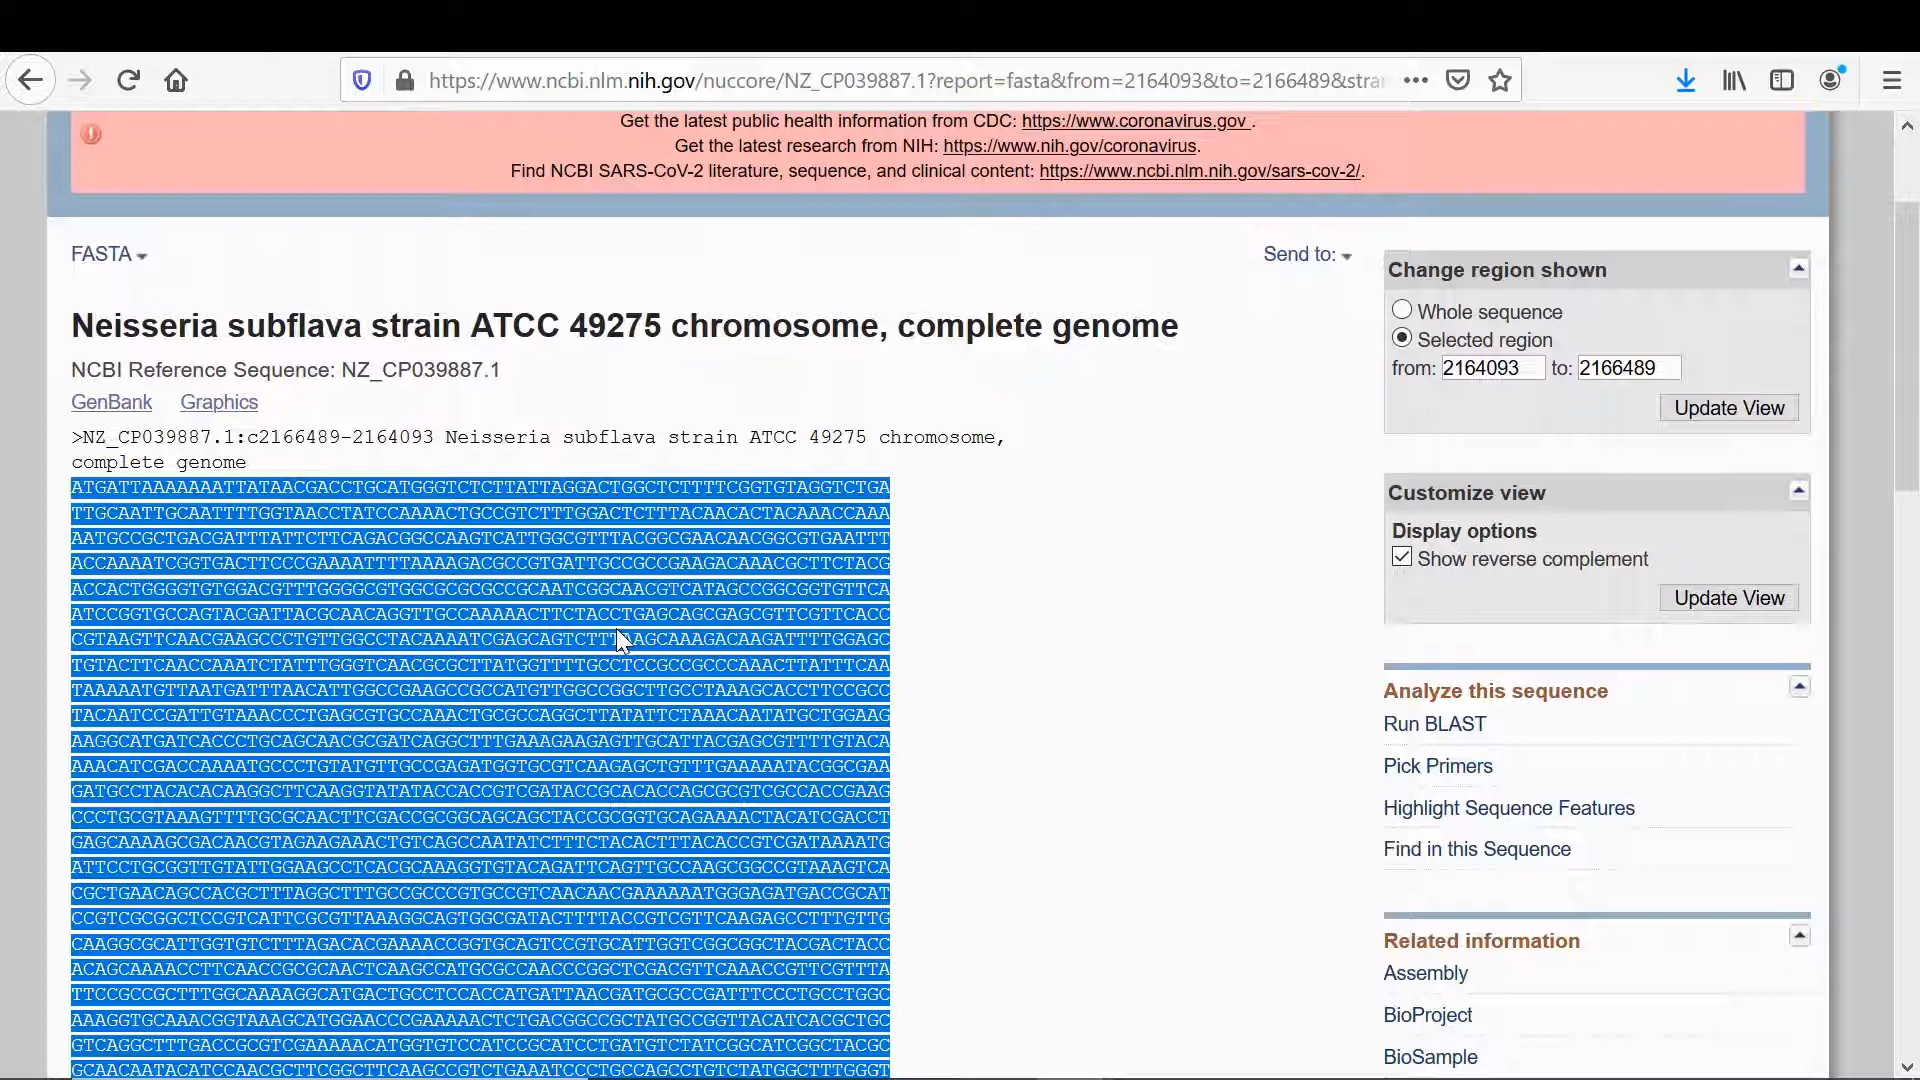 https://www.ncbi.nlm.nih.gov/nuccore/NZ_CP039887.1?report=fasta&from=2164093&to=2166489&stra
Get the latest public health information from CDC: https://www.coronavirus.gov .
Get the latest research from NIH: https://www.nih.gov/coronavirus.
Find NCBI SARS-CoV-2 literature, sequence, and clinical content: https://www.ncbi.nlm.nih.gov/sars-cov-2/.
FASTA
Send to:
Neisseria subflava strain ATCC 49275 chromosome, complete genome
NCBI Reference Sequence: NZ_CP039887.1
GenBank Graphics
>NZ_CP039887.1:c2166489-2164093 Neisseria subflava strain ATCC 49275 chromosome,
complete genome
ATGATTAAAAAAATTATAACGACCTGCATGGGTCTCTTATTAGGACTGGCTCTTTTCGGTGTAGGTCTGA
TTGCAATTGCAATTTTGGTAACCTATCCAAAACTGCCGTCTTTGGACTCTTTACAACACTACAAACCAAA
AATGCCGCTGACGATTTATTCTTCAGACGGCCAAGTCATTGGCGTTTACGGCGAACAACGGCGTGAATTT
ACCAAAATCGGTGACTTCCCGAAAATTTTAAAAGACGCCGTGATTGCCGCCGAAGACAAACGCTTCTACG
ACCACTGGGGTGTGGACGTTTGGGGCGTGGCGCGCGCCGCAATCGGCAACGTCATAGCCGGCGGTGTTCA
ATCCGGTGCCAGTACGATTACGCAACAGGTTGCCAAAAACTTCTACCTGAGCAGCGAGCGTTCGTTCACC
CGTAAGTTCAACGAAGCCCTGTTGGCCTACAAAATCGAGCAGTCTTTAAGCAAAGACAAGATTTTGGAGC
TGTACTTCAACCAAATCTATTTGGGTCAACGCGCTTATGGTTTTGCCTCCGCCGCCCAAACTTATTTCAA
TAAAAATGTTAATGATTTAACATTGGCCGAAGCCGCCATGTTGGCCGGCTTGCCTAAAGCACCTTCCGCC
TACAATCCGATTGTAAACCCTGAGCGTGCCAAACTGCGCCAGGCTTATATTCTAAACAATATGCTGGAAG
AAGGCATGATCACCCTGCAGCAACGCGATCAGGCTTTGAAAGAAGAGTTGCATTACGAGCGTTTTGTACA
AAACATCGACCAAAATGCCCTGTATGTTGCCGAGATGGTGCGTCAAGAGCTGTTTGAAAAATACGGCGAA
GATGCCTACACACAAGGCTTCAAGGTATATACCACCGTCGATACCGCACACCAGCGCGTCGCCACCGAAG
CCCTGCGTAAAGTTTTGCGCAACTTCGACCGCGGCAGCAGCTACCGCGGTGCAGAAAACTACATCGACCT
GAGCAAAAGCGACAACGTAGAAGAAACTGTCAGCCAATATCTTTCTACACTTTACACCGTCGATAAAATG
ATTCCTGCGGTTGTATTGGAAGCCTCACGCAAAGGTGTACAGATTCAGTTGCCAAGCGGCCGTAAAGTCA
CGCTGAACAGCCACGCTTTAGGCTTTGCCGCCCGTGCCGTCAACAACGAAAAAATGGGAGATGACCGCAT
CCGTCGCGGCTCCGTCATTCGCGTTAAAGGCAGTGGCGATACTTTTACCGTCGTTCAAGAGCCTTTGTTG
CAAGGCGCATTGGTGTCTTTAGACACGAAAACCGGTGCAGTCCGTGCATTGGTCGGCGGCTACGACTACC
ACAGCAAAACCTTCAACCGCGCAACTCAAGCCATGCGCCAACCCGGCTCGACGTTCAAACCGTTCGTTTA
TTCCGCCGCTTTGGCAAAAGGCATGACTGCCTCCACCATGATTAACGATGCGCCGATTTCCCTGCCTGGC
AAAGGTGCAAACGGTAAAGCATGGAACCCGAAAAACTCTGACGGCCGCTATGCCGGTTACATCACGCTGC
GTCAGGCTTTGACCGCGTCGAAAAACATGGTGTCCATCCGCATCCTGATGTCTATCGGCATCGGCTACGC
GCAACAATACATCCAACGCTTCGGCTTCAAGCCGTCTGAAATCCCTGCCAGCCTGTCTATGGCTTTGGGT
Change region shown
Whole sequence
Selected region
from: 2164093 to: 2166489
Update View
Customize view
Display options
Show reverse complement
Update View
Analyze this sequence
Run BLAST
Pick Primers
Highlight Sequence Features
Find in this Sequence
Related information
Assembly
BioProject
BioSample